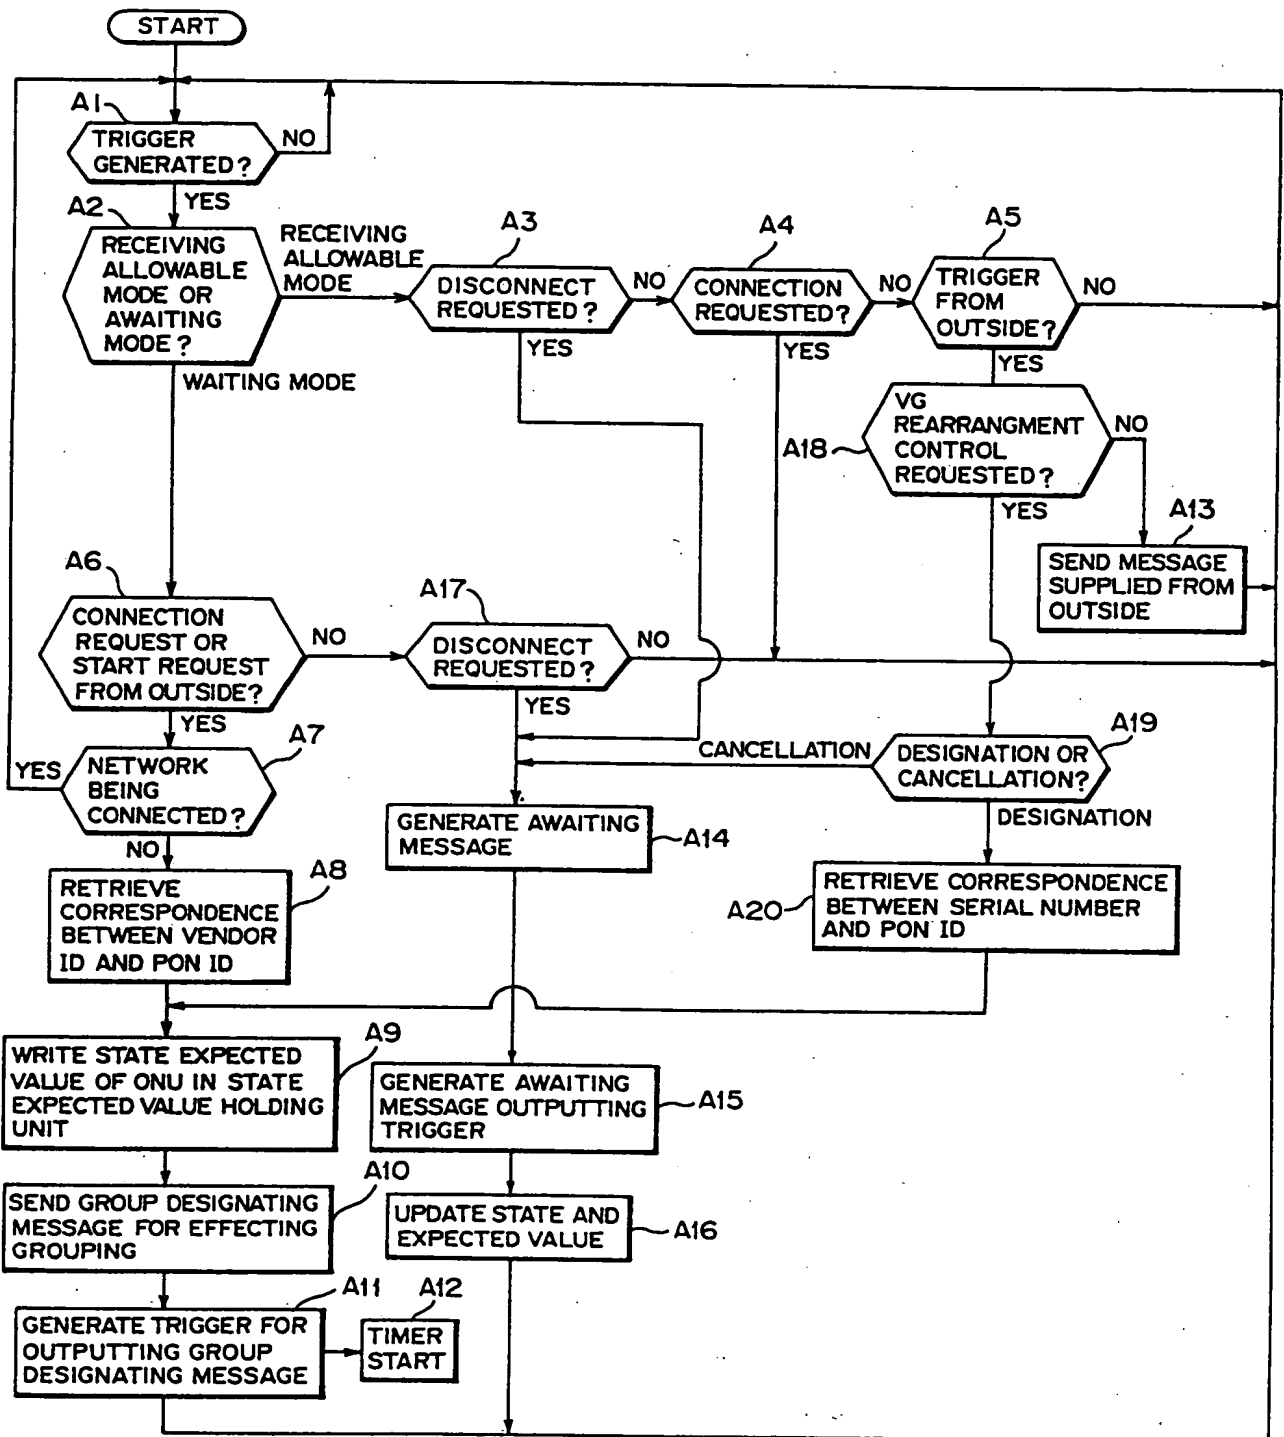 START
A1
TRIGGER
GENERATED?
NO
YES
A2
RECEIVING
ALLOWABLE
MODE OR
AWAITING
MODE?
RECEIVING
ALLOWABLE
MODE
WAITING MODE
A3
DISCONNECT
REQUESTED?
NO
YES
A4
CONNECTION
REQUESTED?
NO
YES
A5
TRIGGER
FROM
OUTSIDE?
NO
YES
A18
VG
REARRANGMENT
CONTROL
REQUESTED?
NO
YES
A13
SEND MESSAGE
SUPPLIED FROM
OUTSIDE
A6
CONNECTION
REQUEST OR
START REQUEST
FROM OUTSIDE?
NO
YES
A17
DISCONNECT
REQUESTED?
NO
YES
A7
NETWORK
BEING
CONNECTED?
YES
NO
CANCELLATION
A19
DESIGNATION OR
CANCELLATION?
DESIGNATION
GENERATE AWAITING
MESSAGE
A14
A8
RETRIEVE
CORRESPONDENCE
BETWEEN VENDOR
ID AND PON ID
A20
RETRIEVE CORRESPONDENCE
BETWEEN SERIAL NUMBER
AND PON ID
A9
WRITE STATE EXPECTED
VALUE OF ONU IN STATE
EXPECTED VALUE HOLDING
UNIT
GENERATE AWAITING
MESSAGE OUTPUTTING
TRIGGER
A15
A10
SEND GROUP DESIGNATING
MESSAGE FOR EFFECTING
GROUPING
UPDATE STATE AND
EXPECTED VALUE
A16
A11
GENERATE TRIGGER FOR
OUTPUTTING GROUP
DESIGNATING MESSAGE
A12
TIMER
START